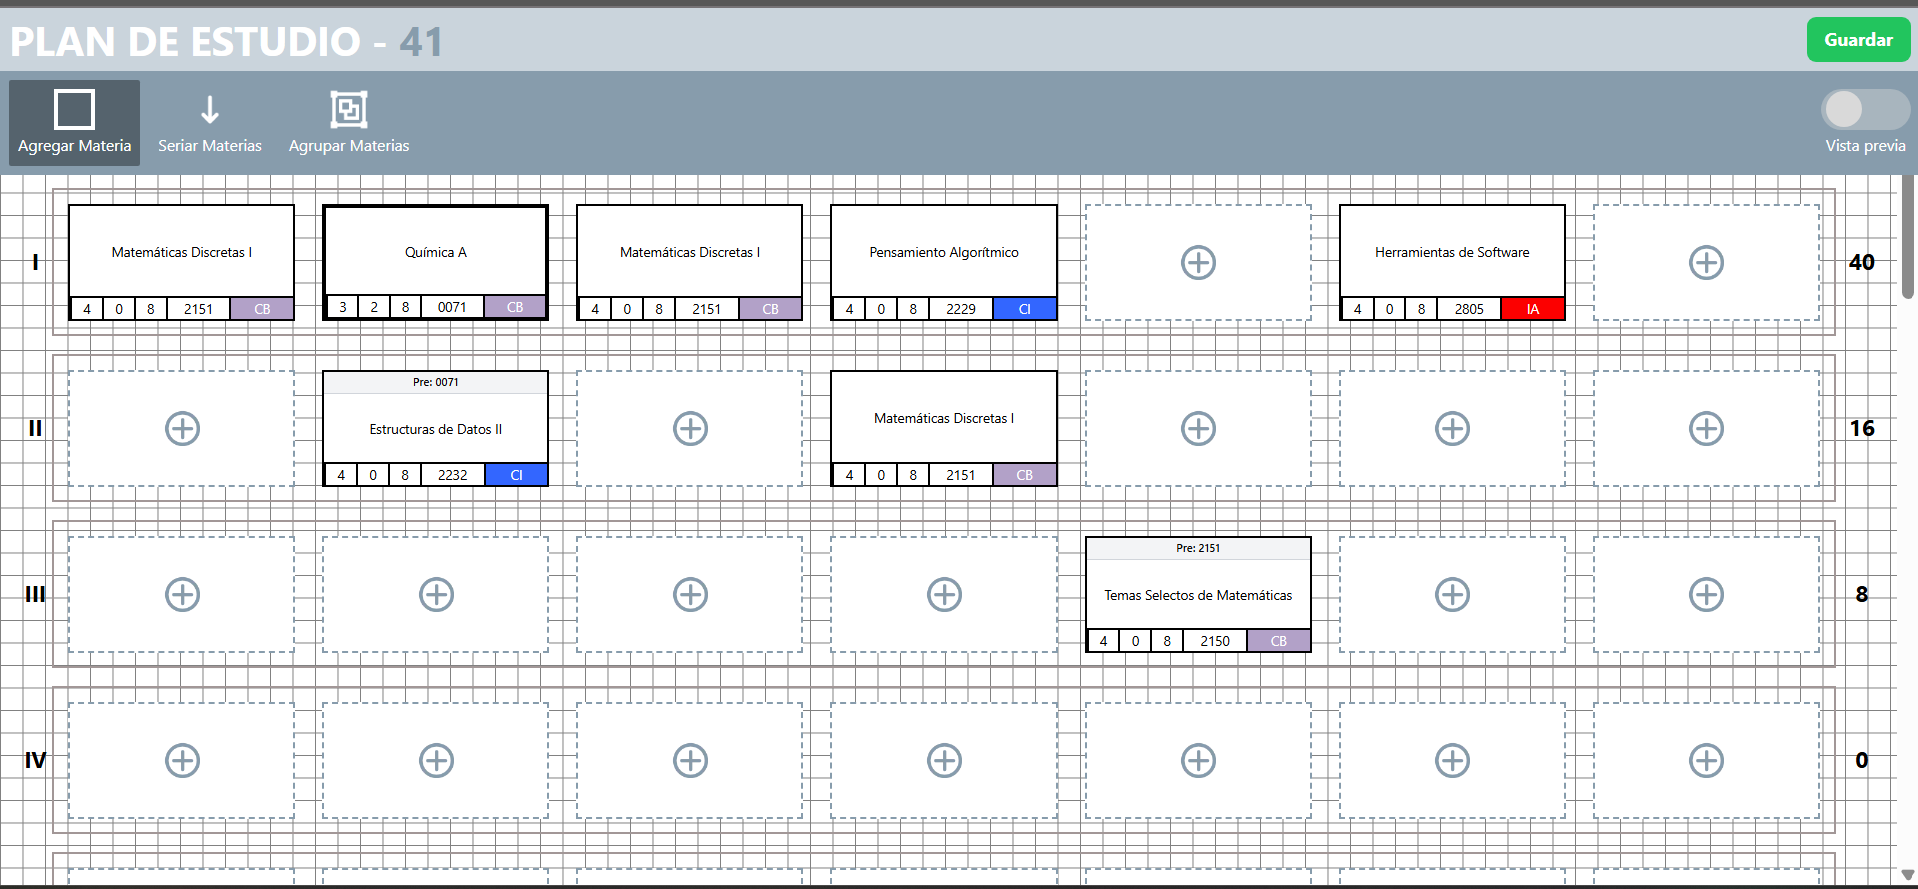 PLAN DE ESTUDIO - 41
Guardar
Agregar Materia
Seriar Materias
Agrupar Materias
Vista previa
I
Matemáticas Discretas I
4 0 8 2151 CB
Química A
3 2 8 0071 CB
Matemáticas Discretas I
4 0 8 2151 CB
Pensamiento Algorítmico
4 0 8 2229 CI
Herramientas de Software
4 0 8 2805 IA
40
II
Pre: 0071
Estructuras de Datos II
4 0 8 2232 CI
Matemáticas Discretas I
4 0 8 2151 CB
16
III
Pre: 2151
Temas Selectos de Matemáticas
4 0 8 2150 CB
8
IV
0